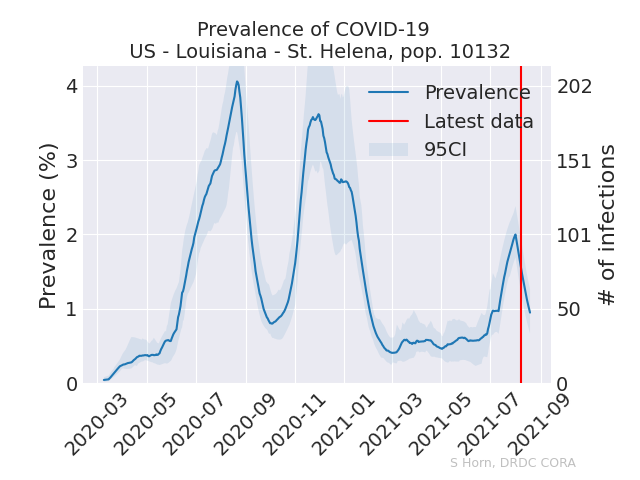 Prevalence of COVID-19
US - Louisiana - St. Helena, pop. 10132
Prevalence (%)
4
3
2
1
0
Prevalence
Latest data
95CI
202
151
101
50
0
# of infections
2020-03
2020-05
2020-07
2020-09
2020-11
2021-01
2021-03
2021-05
2021-07
2021-09
S Horn, DRDC CORA